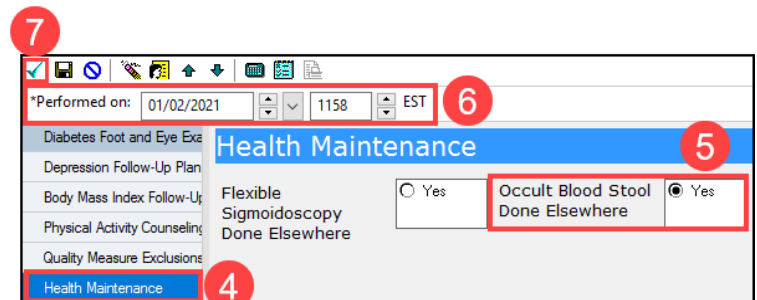 7
*Performed on: 01/02/2021 1158 EST 6
Diabetes Foot and Eye Exa
Health Maintenance
5
Depression Follow-Up Plan
Body Mass Index Follow-Up
Flexible
Sigmoidoscopy
Done Elsewhere
Yes
Occult Blood Stool
Done Elsewhere
Yes
Physical Activity Counseling
Quality Measure Exclusions
Health Maintenance
4